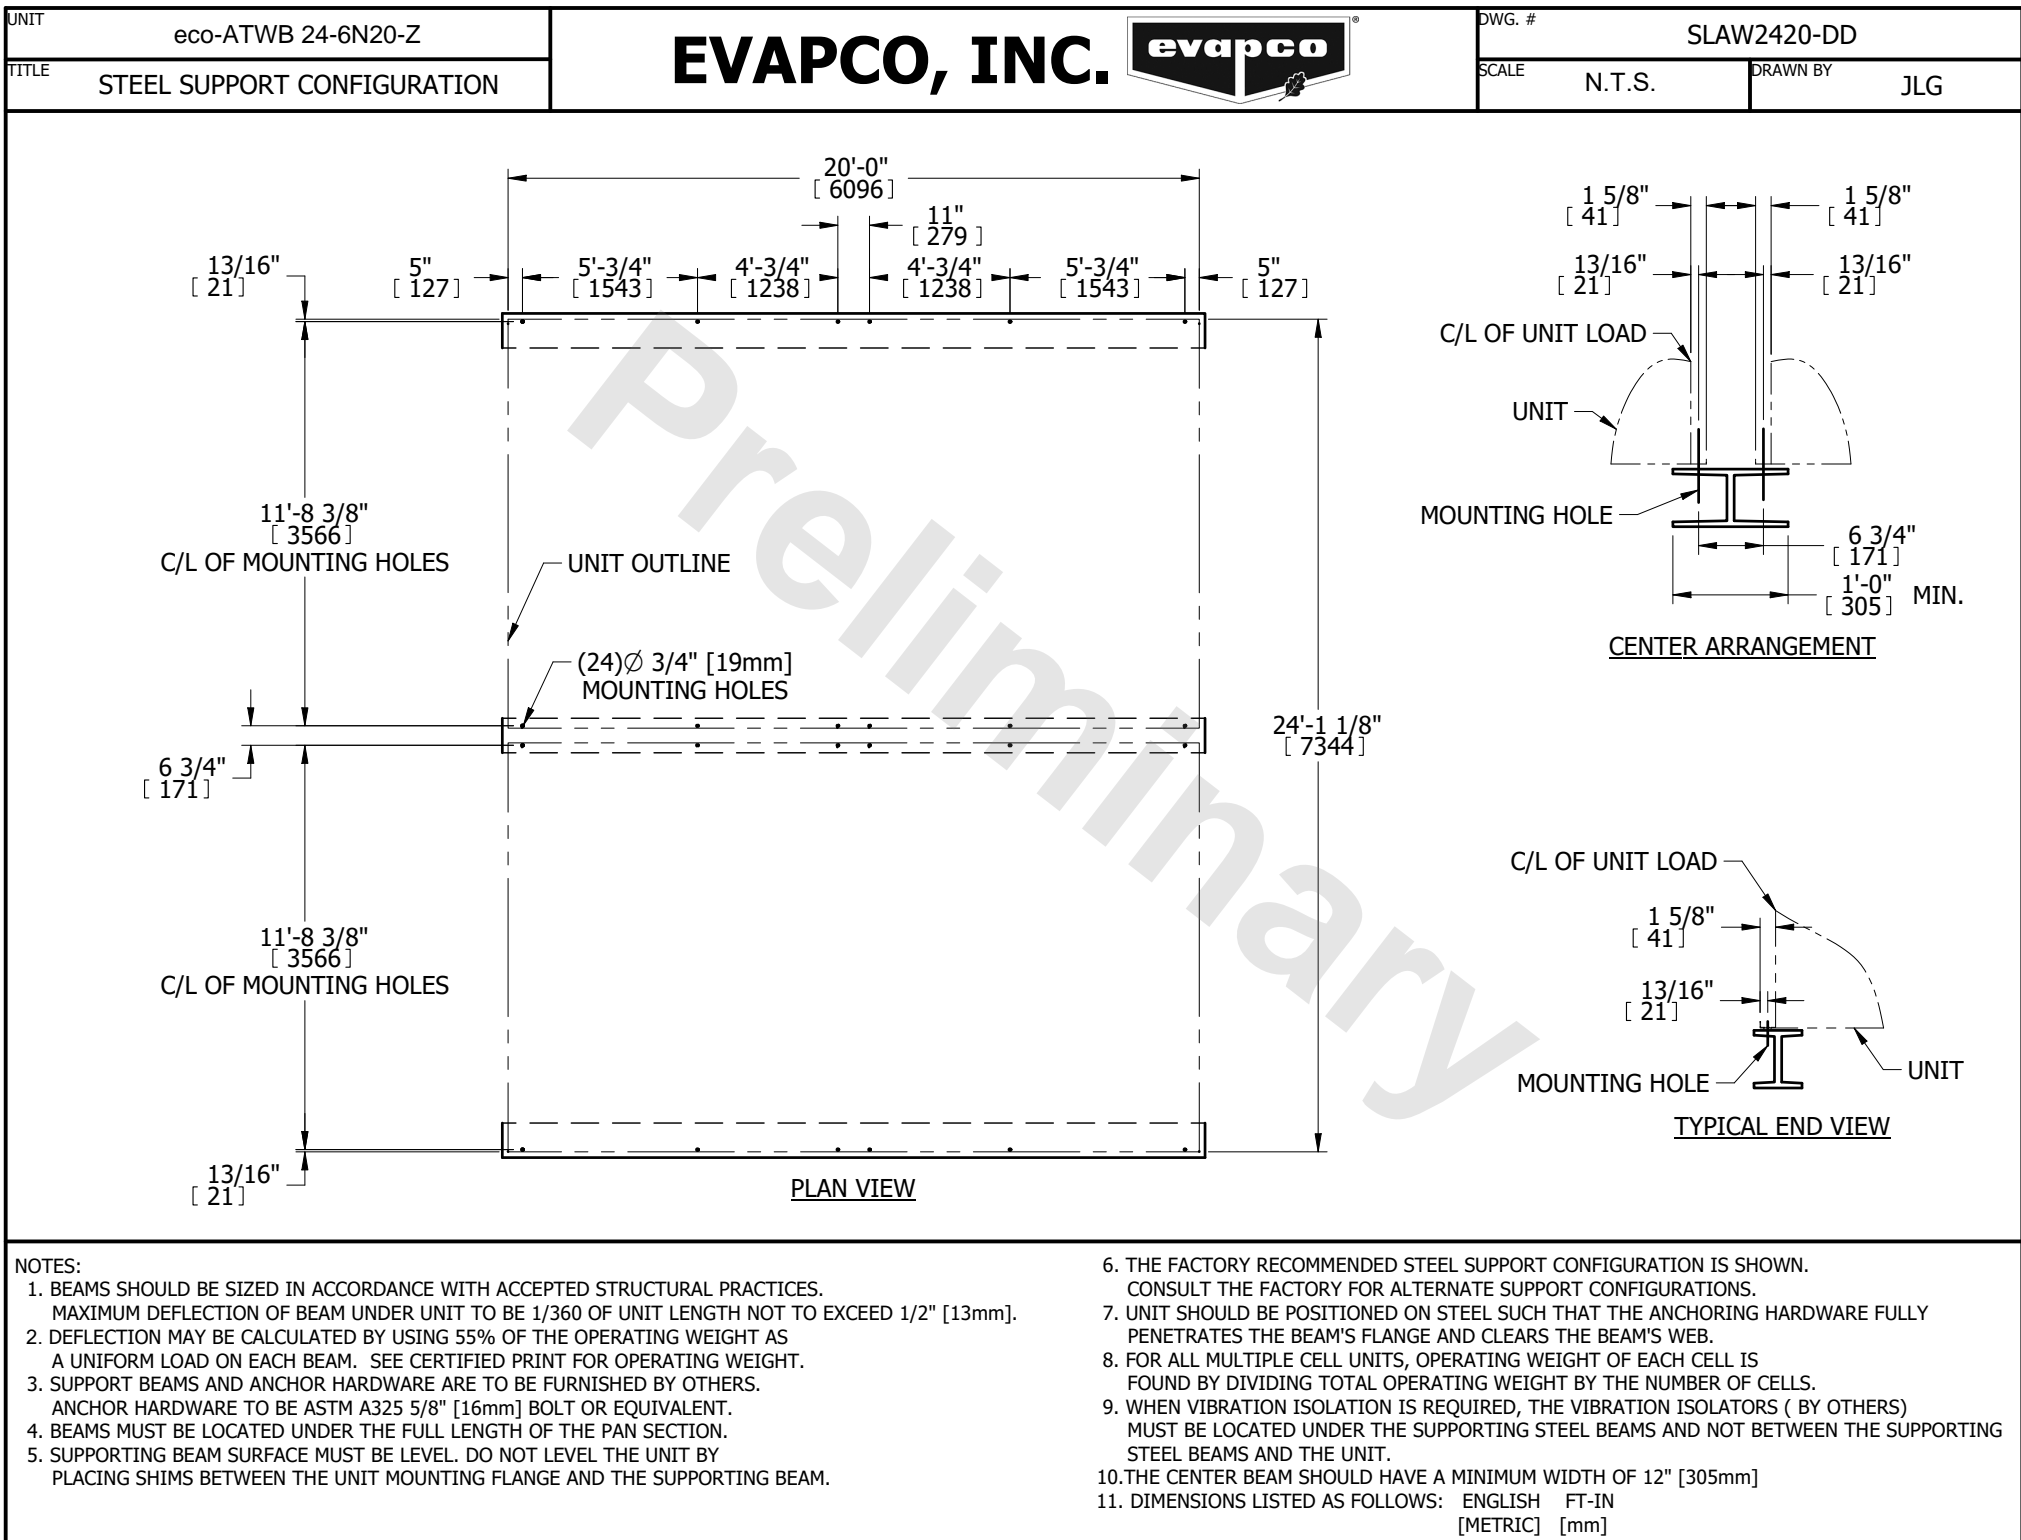 UNIT
eco-ATWB 24-6N20-Z
TITLE
STEEL SUPPORT CONFIGURATION
EVAPCO, INC.
evapco
®
DWG. #
SLAW2420-DD
SCALE
N.T.S.
DRAWN BY
JLG
20'-0"
[ 6096 ]
11"
[ 279 ]
13/16"
[ 21 ]
5"
[ 127 ]
5'-3/4"
[ 1543 ]
4'-3/4"
[ 1238 ]
4'-3/4"
[ 1238 ]
5'-3/4"
[ 1543 ]
5"
[ 127 ]
11'-8 3/8"
[ 3566 ]
C/L OF MOUNTING HOLES
UNIT OUTLINE
(24)∅ 3/4" [19mm]
MOUNTING HOLES
6 3/4"
[ 171 ]
24'-1 1/8"
[ 7344 ]
11'-8 3/8"
[ 3566 ]
C/L OF MOUNTING HOLES
13/16"
[ 21 ]
PLAN VIEW
Preliminary
1 5/8"
[ 41 ]
1 5/8"
[ 41 ]
13/16"
[ 21 ]
13/16"
[ 21 ]
C/L OF UNIT LOAD
UNIT
MOUNTING HOLE
6 3/4"
[ 171 ]
1'-0"
[ 305 ] MIN.
CENTER ARRANGEMENT
C/L OF UNIT LOAD
1 5/8"
[ 41 ]
13/16"
[ 21 ]
MOUNTING HOLE
UNIT
TYPICAL END VIEW
NOTES:
1. BEAMS SHOULD BE SIZED IN ACCORDANCE WITH ACCEPTED STRUCTURAL PRACTICES.
MAXIMUM DEFLECTION OF BEAM UNDER UNIT TO BE 1/360 OF UNIT LENGTH NOT TO EXCEED 1/2" [13mm].
2. DEFLECTION MAY BE CALCULATED BY USING 55% OF THE OPERATING WEIGHT AS
A UNIFORM LOAD ON EACH BEAM. SEE CERTIFIED PRINT FOR OPERATING WEIGHT.
3. SUPPORT BEAMS AND ANCHOR HARDWARE ARE TO BE FURNISHED BY OTHERS.
ANCHOR HARDWARE TO BE ASTM A325 5/8" [16mm] BOLT OR EQUIVALENT.
4. BEAMS MUST BE LOCATED UNDER THE FULL LENGTH OF THE PAN SECTION.
5. SUPPORTING BEAM SURFACE MUST BE LEVEL. DO NOT LEVEL THE UNIT BY
PLACING SHIMS BETWEEN THE UNIT MOUNTING FLANGE AND THE SUPPORTING BEAM.
6. THE FACTORY RECOMMENDED STEEL SUPPORT CONFIGURATION IS SHOWN.
CONSULT THE FACTORY FOR ALTERNATE SUPPORT CONFIGURATIONS.
7. UNIT SHOULD BE POSITIONED ON STEEL SUCH THAT THE ANCHORING HARDWARE FULLY
PENETRATES THE BEAM'S FLANGE AND CLEARS THE BEAM'S WEB.
8. FOR ALL MULTIPLE CELL UNITS, OPERATING WEIGHT OF EACH CELL IS
FOUND BY DIVIDING TOTAL OPERATING WEIGHT BY THE NUMBER OF CELLS.
9. WHEN VIBRATION ISOLATION IS REQUIRED, THE VIBRATION ISOLATORS ( BY OTHERS)
MUST BE LOCATED UNDER THE SUPPORTING STEEL BEAMS AND NOT BETWEEN THE SUPPORTING
STEEL BEAMS AND THE UNIT.
10.THE CENTER BEAM SHOULD HAVE A MINIMUM WIDTH OF 12" [305mm]
11. DIMENSIONS LISTED AS FOLLOWS: ENGLISH FT-IN
[METRIC] [mm]